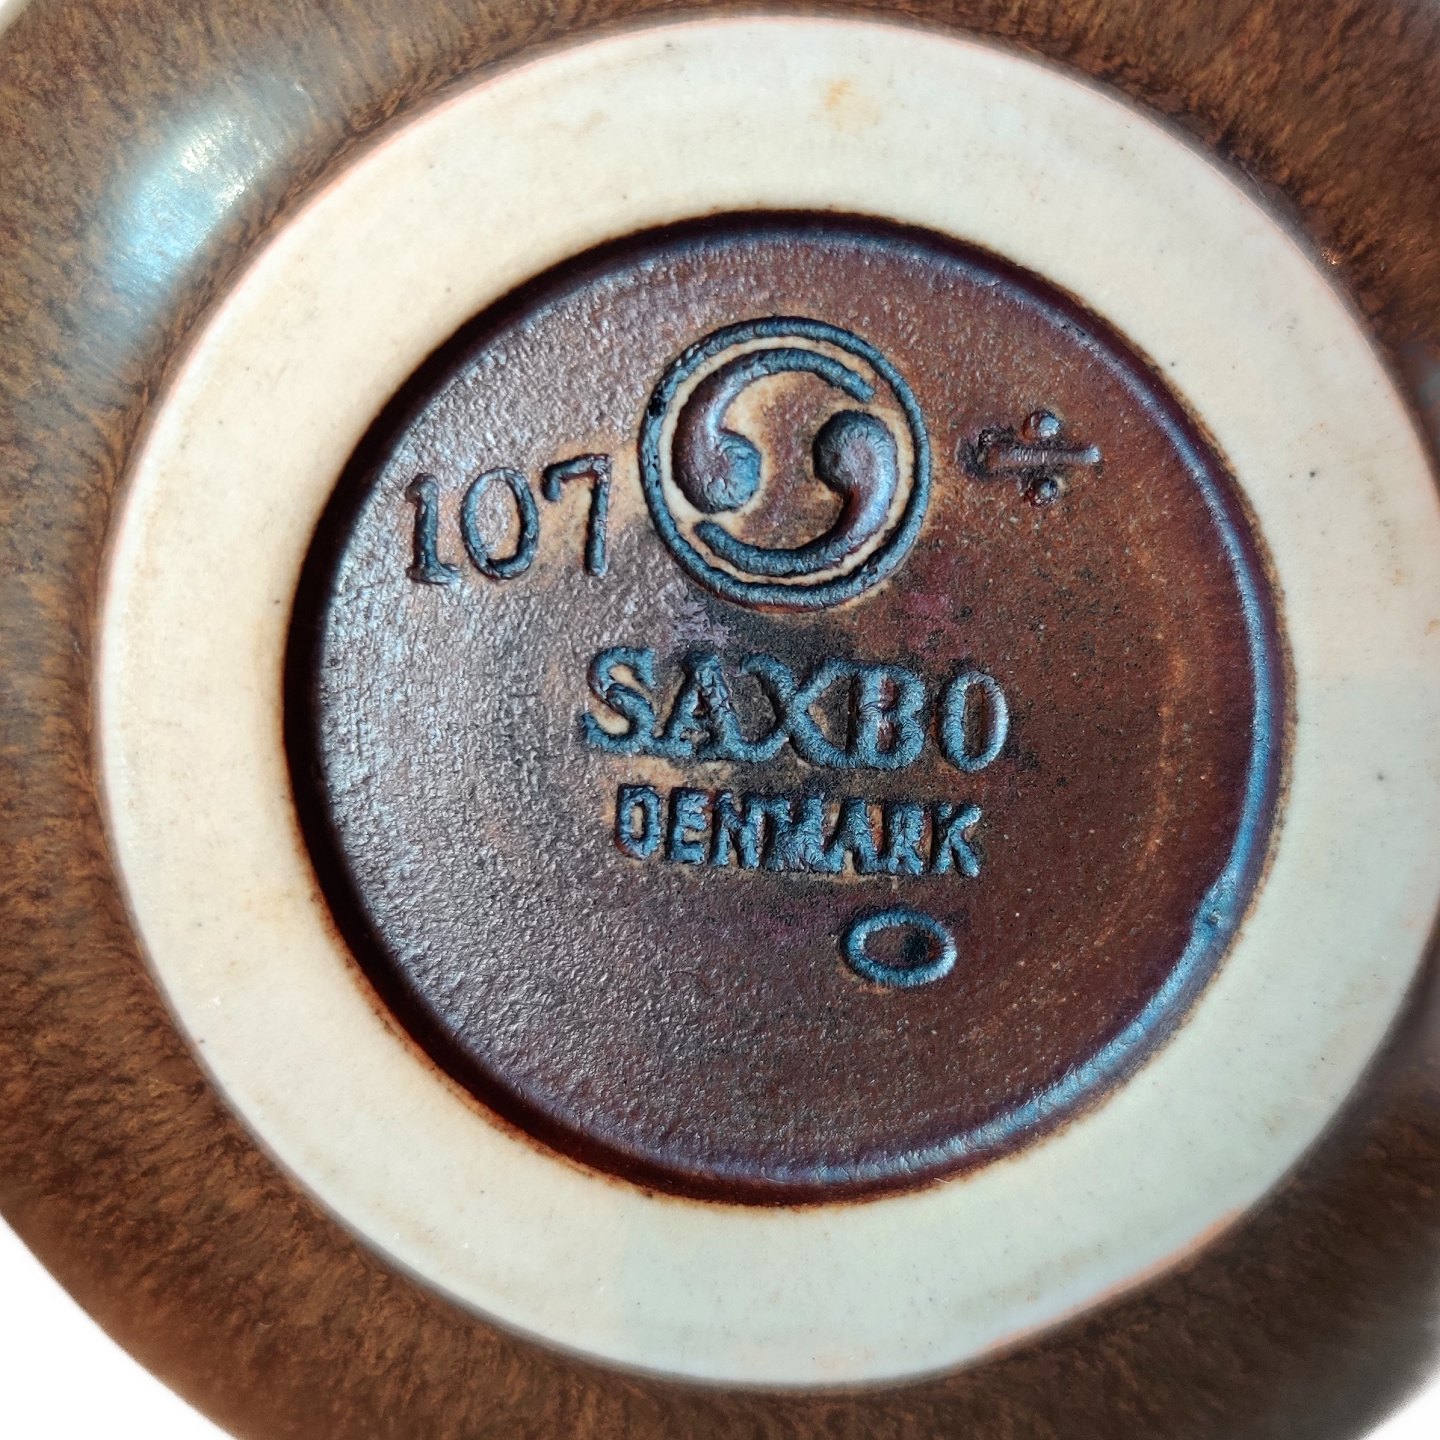 107 ÷
SAXBO
DENMARK